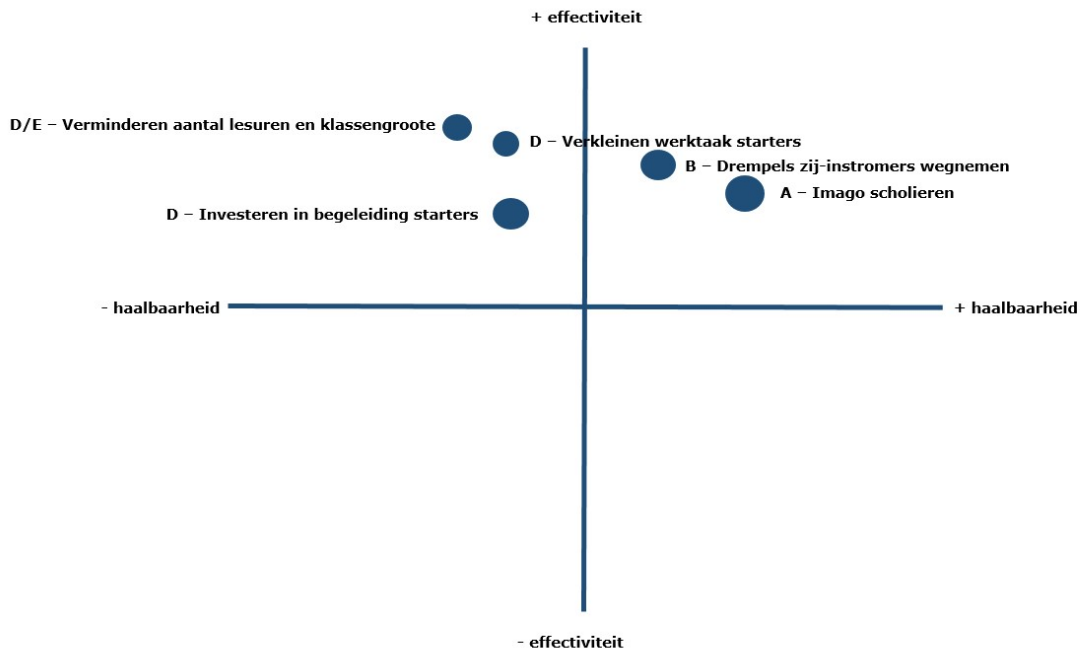 + effectiviteit
D/E – Verminderen aantal lesuren en klassengroote
D – Verkleinen werktaak starters
B – Drempels zij-instromers wegnemen
A – Imago scholieren
D – Investeren in begeleiding starters
- haalbaarheid
+ haalbaarheid
- effectiviteit